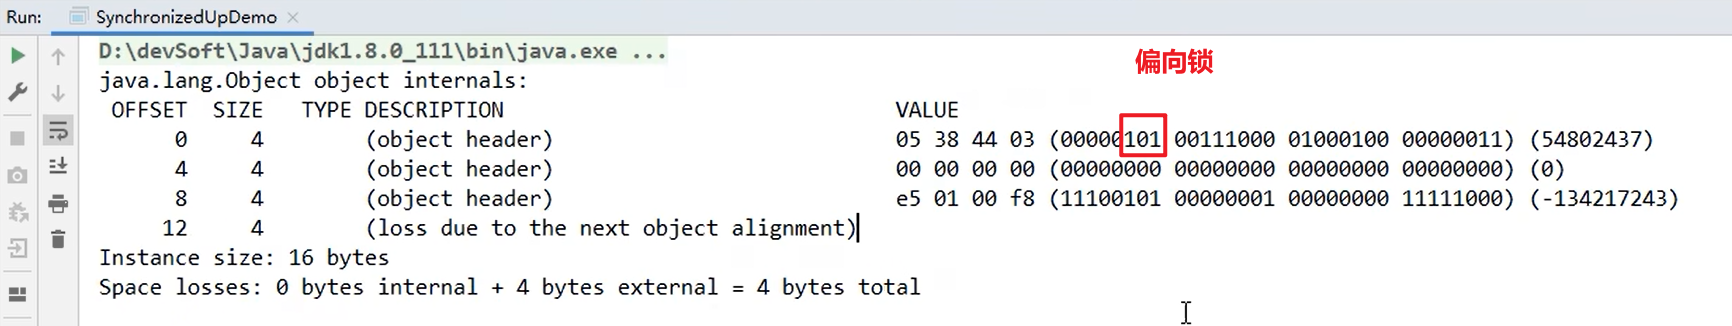 Run: SynchronizedUpDemo
D:\devSoft\Java\jdk1.8.0_111\bin\java.exe ...
偏向锁
java.lang.Object object internals:
OFFSET SIZE TYPE DESCRIPTION VALUE
0 4 (object header) 05 38 44 03 (00000101 00111000 01000100 00000011) (54802437)
4 4 (object header) 00 00 00 00 (00000000 00000000 00000000 00000000) (0)
8 4 (object header) e5 01 00 f8 (11100101 00000001 00000000 11111000) (-134217243)
12 4 (loss due to the next object alignment)
Instance size: 16 bytes
Space losses: 0 bytes internal + 4 bytes external = 4 bytes total